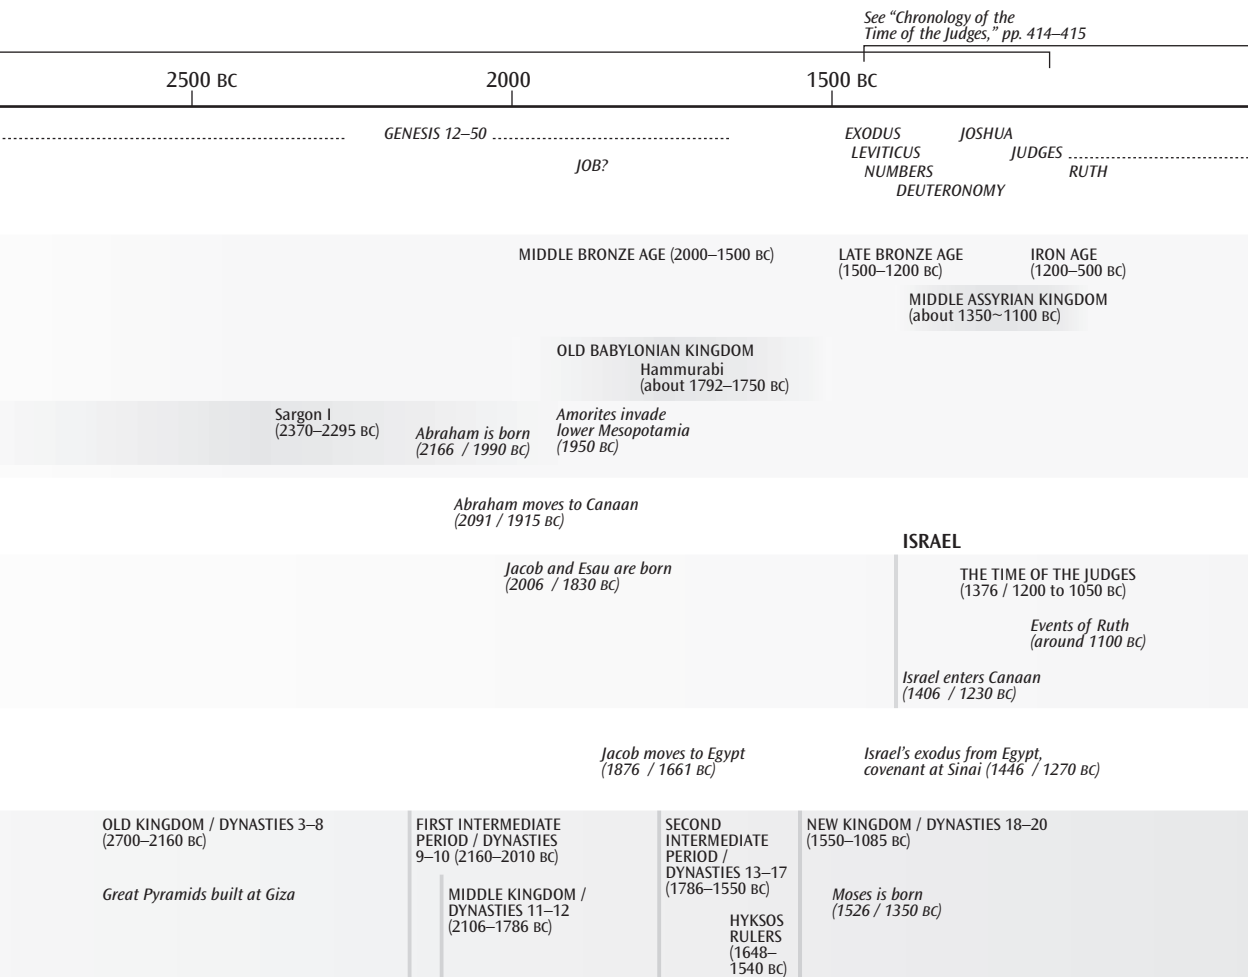 See “Chronology of the
Time of the Judges,” pp. 414–415
2500 BC
2000
1500 BC
GENESIS 12–50
JOB?
EXODUS
LEVITICUS
NUMBERS
DEUTERONOMY
JOSHUA
JUDGES
RUTH
MIDDLE BRONZE AGE (2000–1500 BC)
LATE BRONZE AGE
(1500–1200 BC)
IRON AGE
(1200–500 BC)
MIDDLE ASSYRIAN KINGDOM
(about 1350~1100 BC)
OLD BABYLONIAN KINGDOM
Hammurabi
(about 1792–1750 BC)
Sargon I
(2370–2295 BC)
Abraham is born
(2166 / 1990 BC)
Amorites invade
lower Mesopotamia
(1950 BC)
Abraham moves to Canaan
(2091 / 1915 BC)
ISRAEL
Jacob and Esau are born
(2006 / 1830 BC)
THE TIME OF THE JUDGES
(1376 / 1200 to 1050 BC)
Events of Ruth
(around 1100 BC)
Israel enters Canaan
(1406 / 1230 BC)
Jacob moves to Egypt
(1876 / 1661 BC)
Israel’s exodus from Egypt,
covenant at Sinai (1446 / 1270 BC)
OLD KINGDOM / DYNASTIES 3–8
(2700–2160 BC)
Great Pyramids built at Giza
FIRST INTERMEDIATE
PERIOD / DYNASTIES
9–10 (2160–2010 BC)
MIDDLE KINGDOM /
DYNASTIES 11–12
(2106–1786 BC)
SECOND
INTERMEDIATE
PERIOD /
DYNASTIES 13–17
(1786–1550 BC)
HYKSOS
RULERS
(1648–
1540 BC)
NEW KINGDOM / DYNASTIES 18–20
(1550–1085 BC)
Moses is born
(1526 / 1350 BC)